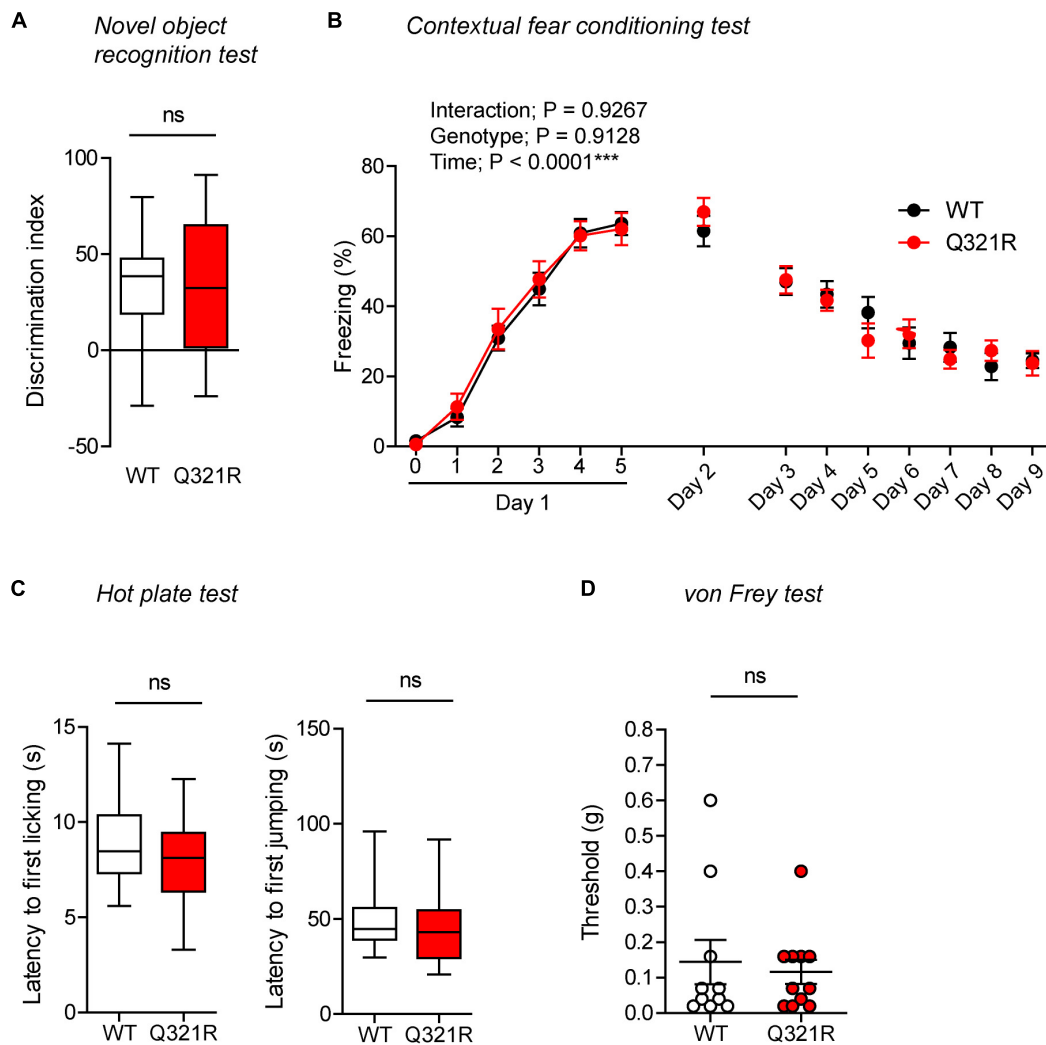 A
Novel object
recognition test
ns
Discrimination index
100
50
0
-50
WT Q321R
B
Contextual fear conditioning test
Interaction; P = 0.9267
Genotype; P = 0.9128
Time; P < 0.0001***
WT
Q321R
Freezing (%)
80
60
40
20
0
0 1 2 3 4 5
Day 1
Day 2
Day 3
Day 4
Day 5
Day 6
Day 7
Day 8
Day 9
C
Hot plate test
ns
Latency to first licking (s)
15
10
5
0
WT Q321R
ns
Latency to first jumping (s)
150
100
50
0
WT Q321R
D
von Frey test
ns
Threshold (g)
0.8
0.7
0.6
0.5
0.4
0.3
0.2
0.1
0.0
WT Q321R